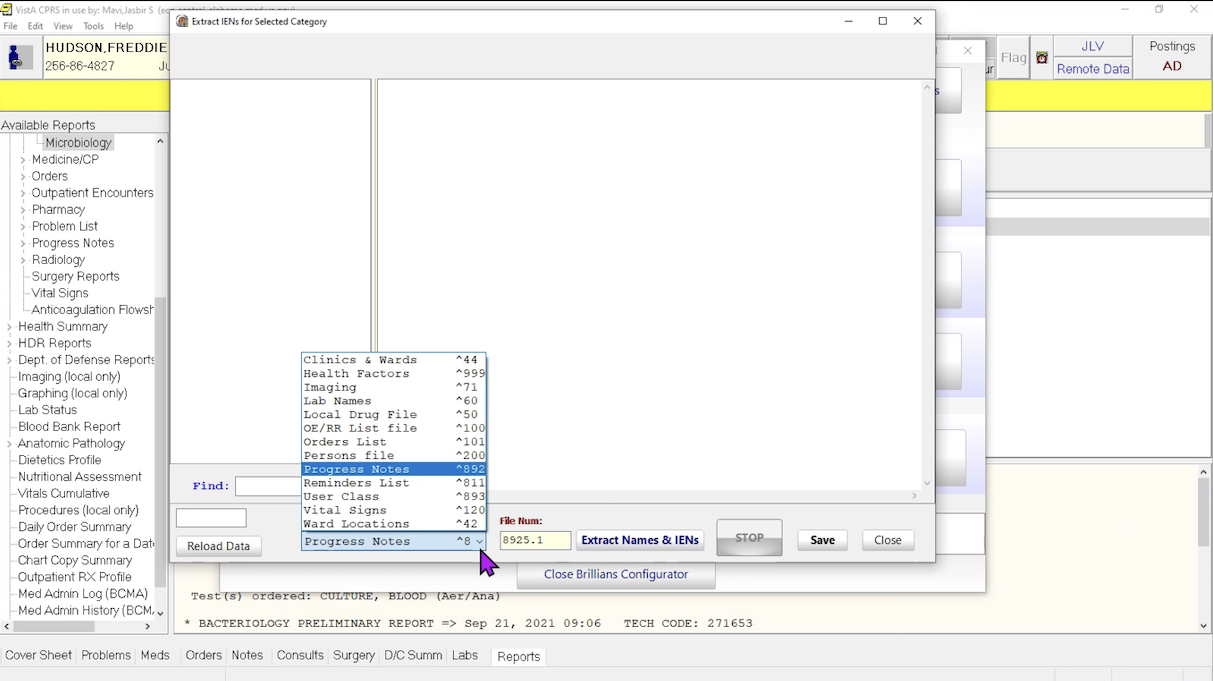 VistA CPRS in use by: Mavi,Jasbir S
Extract IENs for Selected Category
File Edit View Tools Help
HUDSON,FREDDIE
256-86-4827
Flag
JLV
Remote Data
Postings
AD
Available Reports
Microbiology
Medicine/CP
Orders
Outpatient Encounters
Pharmacy
Problem List
Progress Notes
Radiology
Surgery Reports
Vital Signs
Anticoagulation Flowsh
Health Summary
HDR Reports
Dept. of Defense Reports
Imaging (local only)
Graphing (local only)
Lab Status
Blood Bank Report
Anatomic Pathology
Dietetics Profile
Nutritional Assessment
Vitals Cumulative
Procedures (local only)
Daily Order Summary
Order Summary for a Date
Chart Copy Summary
Outpatient RX Profile
Med Admin Log (BCMA)
Med Admin History (BCM
Clinics & Wards ^44
Health Factors ^999
Imaging ^71
Lab Names ^60
Local Drug File ^50
OE/RR List file ^100
Orders List ^101
Persons file ^200
Progress Notes ^892
Reminders List ^811
User Class ^893
Vital Signs ^120
Ward Locations ^42
Find:
Progress Notes ^8
File Num:
8925.1
Extract Names & IENs
STOP
Save
Close
Reload Data
Close Brillians Configurator
Test(s) ordered: CULTURE, BLOOD (Aer/Ana)
* BACTERIOLOGY PRELIMINARY REPORT => Sep 21, 2021 09:06 TECH CODE: 271653
Cover Sheet Problems Meds Orders Notes Consults Surgery D/C Summ Labs Reports